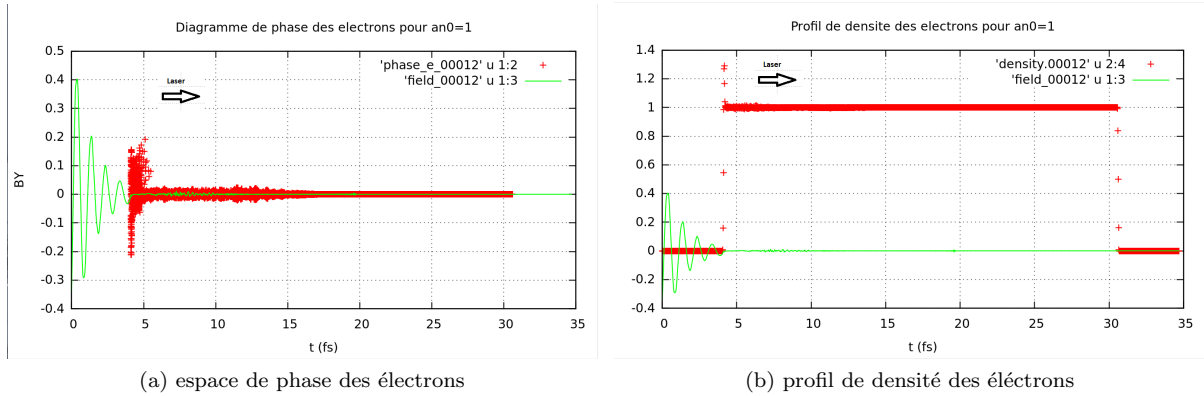 Diagramme de phase des electrons pour an0=1
0.5
0.4
0.3
0.2
0.1
0
-0.1
-0.2
-0.3
-0.4
BY
'phase_e_00012' u 1:2
'field_00012' u 1:3
Laser
0 5 10 15 20 25 30 35
t (fs)
(a) espace de phase des électrons
Profil de densite des electrons pour an0=1
1.4
1.2
1
0.8
0.6
0.4
0.2
0
-0.2
-0.4
'density.00012' u 2:4
'field_00012' u 1:3
Laser
0 5 10 15 20 25 30 35
t (fs)
(b) profil de densité des éléctrons